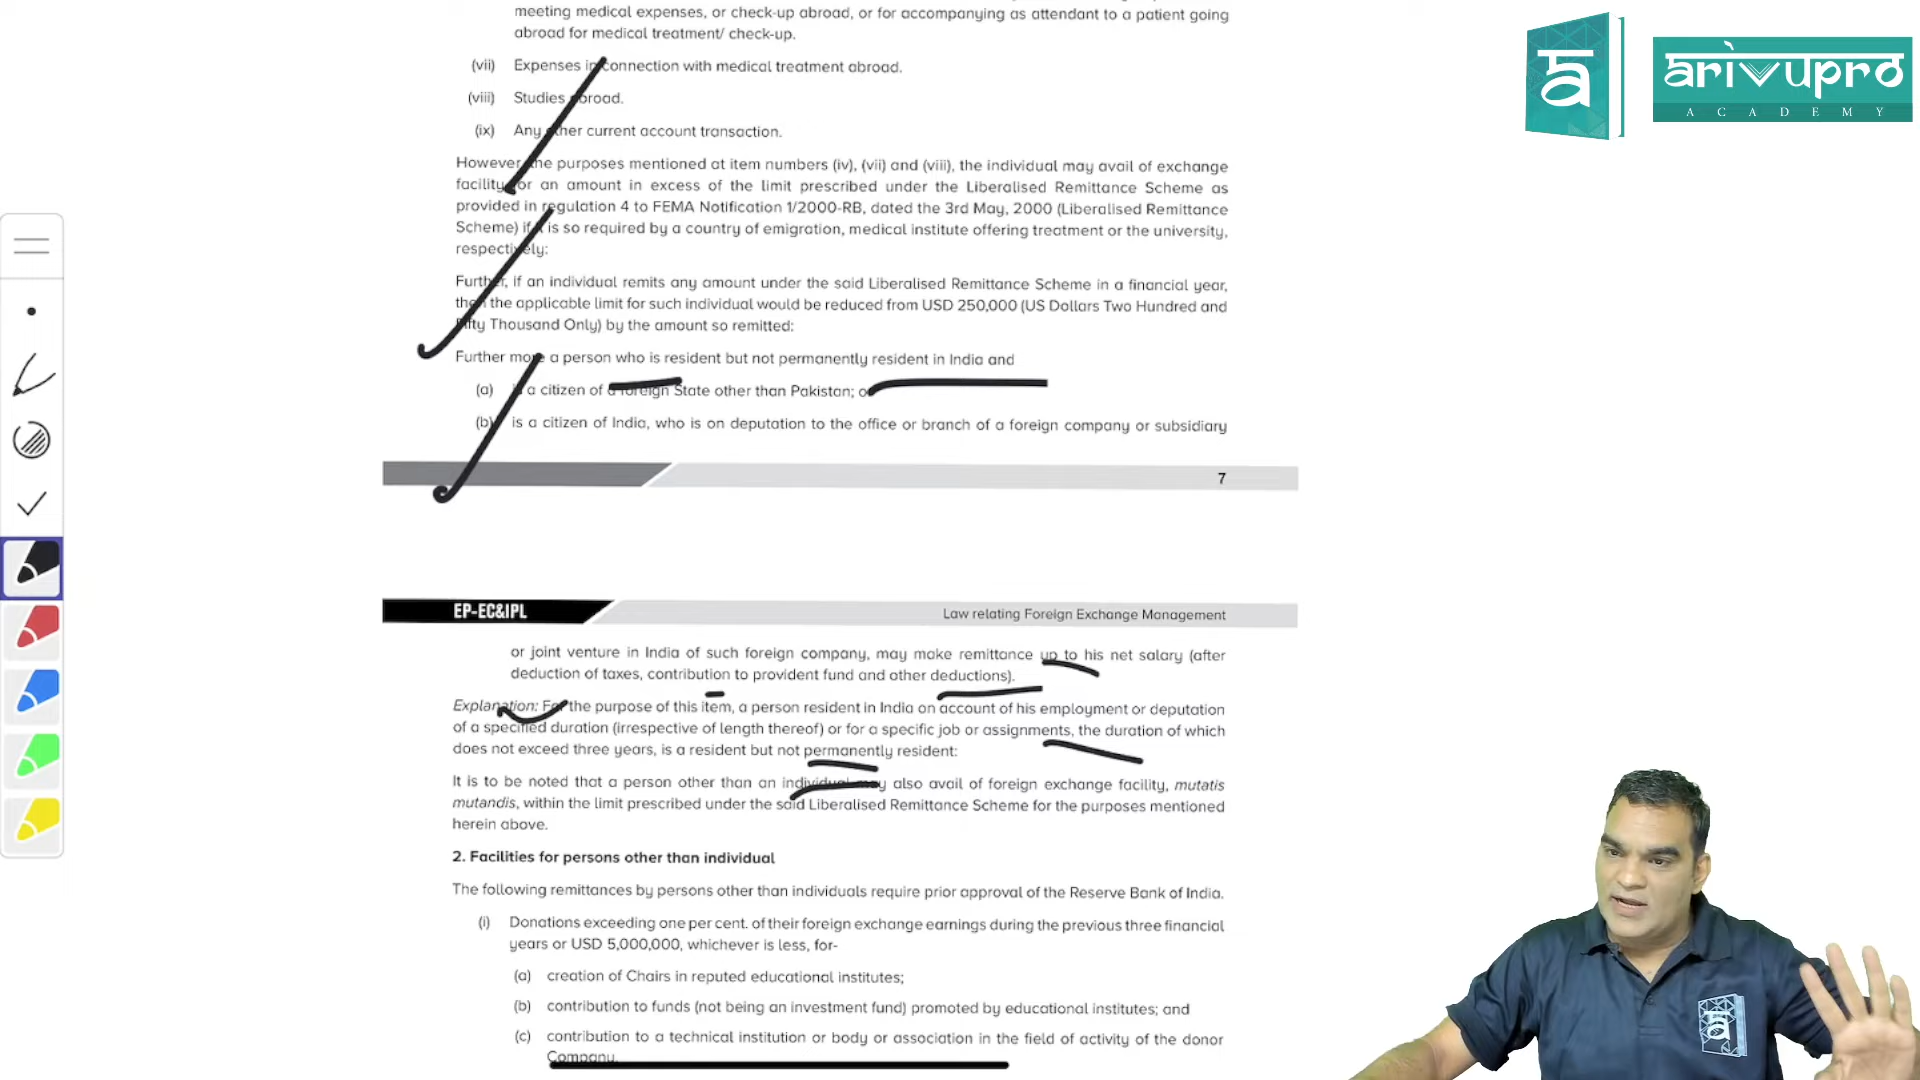 meeting medical expenses, or check-up abroad, or for accompanying as attendant to a patient going
abroad for medical treatment/ check-up.
(vii) Expenses in connection with medical treatment abroad.
(viii) Studies abroad.
(ix) Any other current account transaction.
However, the purposes mentioned at item numbers (iv), (vii) and (viii), the individual may avail of exchange
facility for an amount in excess of the limit prescribed under the Liberalised Remittance Scheme as
provided in regulation 4 to FEMA Notification 1/2000-RB, dated the 3rd May, 2000 (Liberalised Remittance
Scheme) if it is so required by a country of emigration, medical institute offering treatment or the university,
respectively:
Further, if an individual remits any amount under the said Liberalised Remittance Scheme in a financial year,
then the applicable limit for such individual would be reduced from USD 250,000 (US Dollars Two Hundred and
Fifty Thousand Only) by the amount so remitted:
Further more a person who is resident but not permanently resident in India and
(a) is a citizen of a foreign State other than Pakistan; or
(b) is a citizen of India, who is on deputation to the office or branch of a foreign company or subsidiary
7
EP-EC&IPL
Law relating Foreign Exchange Management
or joint venture in India of such foreign company, may make remittance up to his net salary (after
deduction of taxes, contribution to provident fund and other deductions).
Explanation: For the purpose of this item, a person resident in India on account of his employment or deputation
of a specified duration (irrespective of length thereof) or for a specific job or assignments, the duration of which
does not exceed three years, is a resident but not permanently resident:
It is to be noted that a person other than an individual may also avail of foreign exchange facility, mutatis
mutandis, within the limit prescribed under the said Liberalised Remittance Scheme for the purposes mentioned
herein above.
2. Facilities for persons other than individual
The following remittances by persons other than individuals require prior approval of the Reserve Bank of India.
(i) Donations exceeding one per cent. of their foreign exchange earnings during the previous three financial
years or USD 5,000,000, whichever is less, for-
(a) creation of Chairs in reputed educational institutes;
(b) contribution to funds (not being an investment fund) promoted by educational institutes; and
(c) contribution to a technical institution or body or association in the field of activity of the donor
Company.
arivupro
ACADEMY